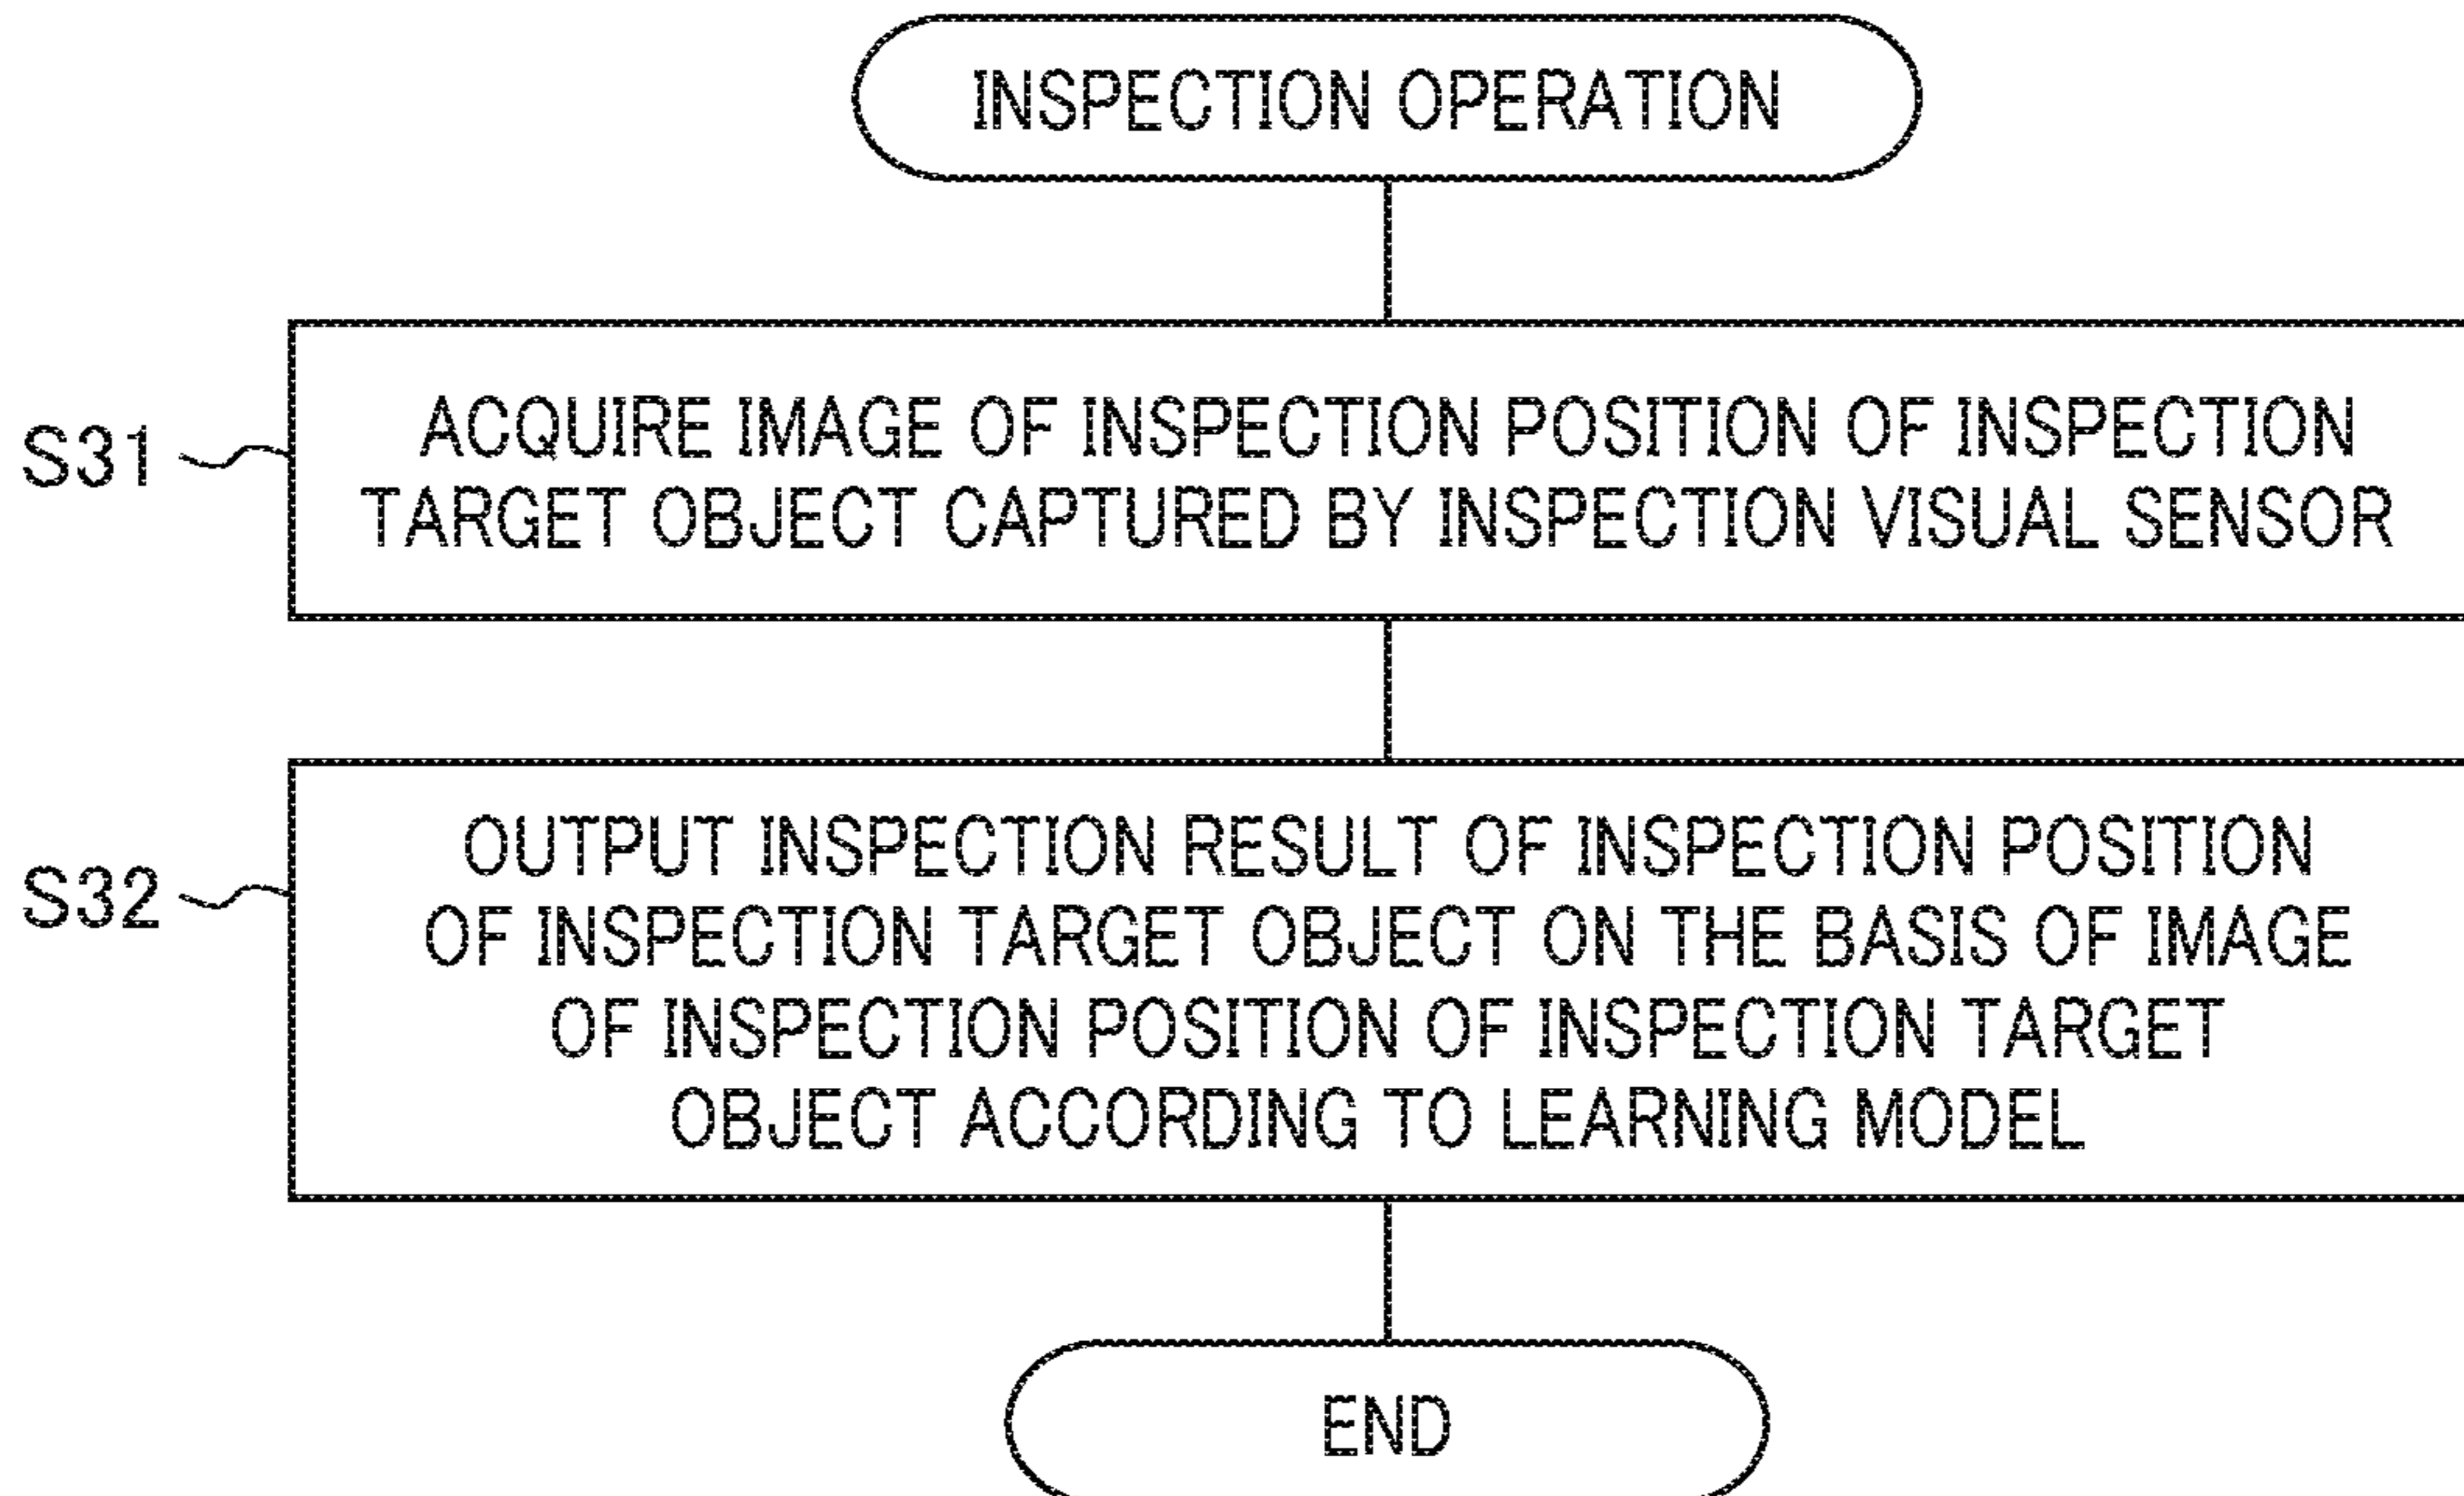 INSPECTION OPERATION
S31
ACQUIRE IMAGE OF INSPECTION POSITION OF INSPECTION
TARGET OBJECT CAPTURED BY INSPECTION VISUAL SENSOR
S32
OUTPUT INSPECTION RESULT OF INSPECTION POSITION
OF INSPECTION TARGET OBJECT ON THE BASIS OF IMAGE
OF INSPECTION POSITION OF INSPECTION TARGET
OBJECT ACCORDING TO LEARNING MODEL
END